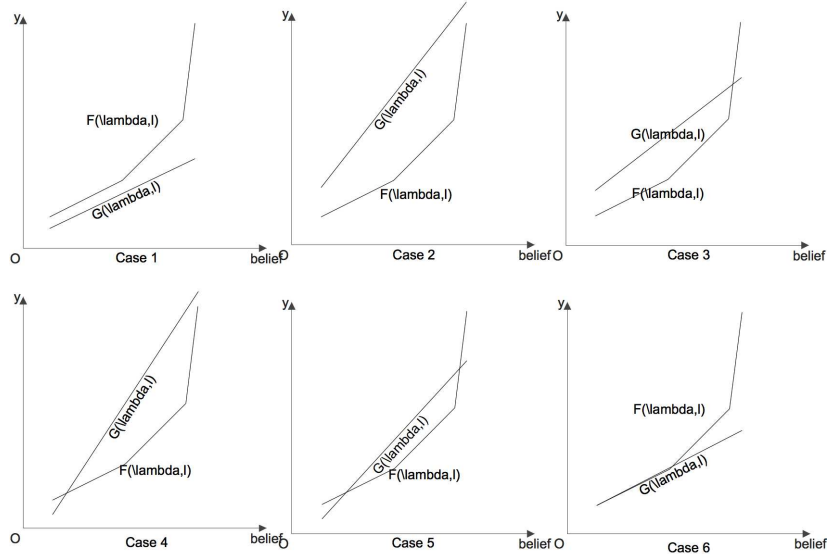 y
F(\lambda,I)
G(\lambda,I)
O
Case 1
belief
y
G(\lambda,I)
F(\lambda,I)
O
Case 2
belief
y
G(\lambda,I)
F(\lambda,I)
O
Case 3
belief
y
G(\lambda,I)
F(\lambda,I)
O
Case 4
belief
y
G(\lambda,I)
F(\lambda,I)
O
Case 5
belief
y
F(\lambda,I)
G(\lambda,I)
O
Case 6
belief